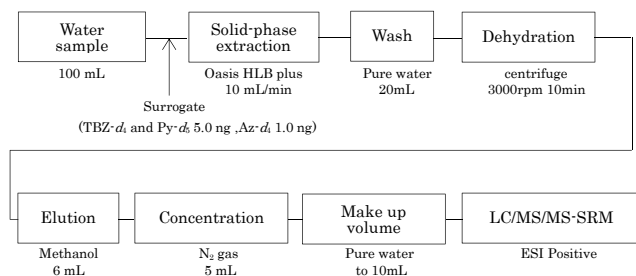 Water
sample
100 mL
Surrogate
(TBZ-d₄ and Py-d₅ 5.0 ng ,Az-d₄ 1.0 ng)
Solid-phase
extraction
Oasis HLB plus
10 mL/min
Wash
Pure water
20mL
Dehydration
centrifuge
3000rpm 10min
Elution
Methanol
6 mL
Concentration
N₂ gas
5 mL
Make up
volume
Pure water
to 10mL
LC/MS/MS-SRM
ESI Positive